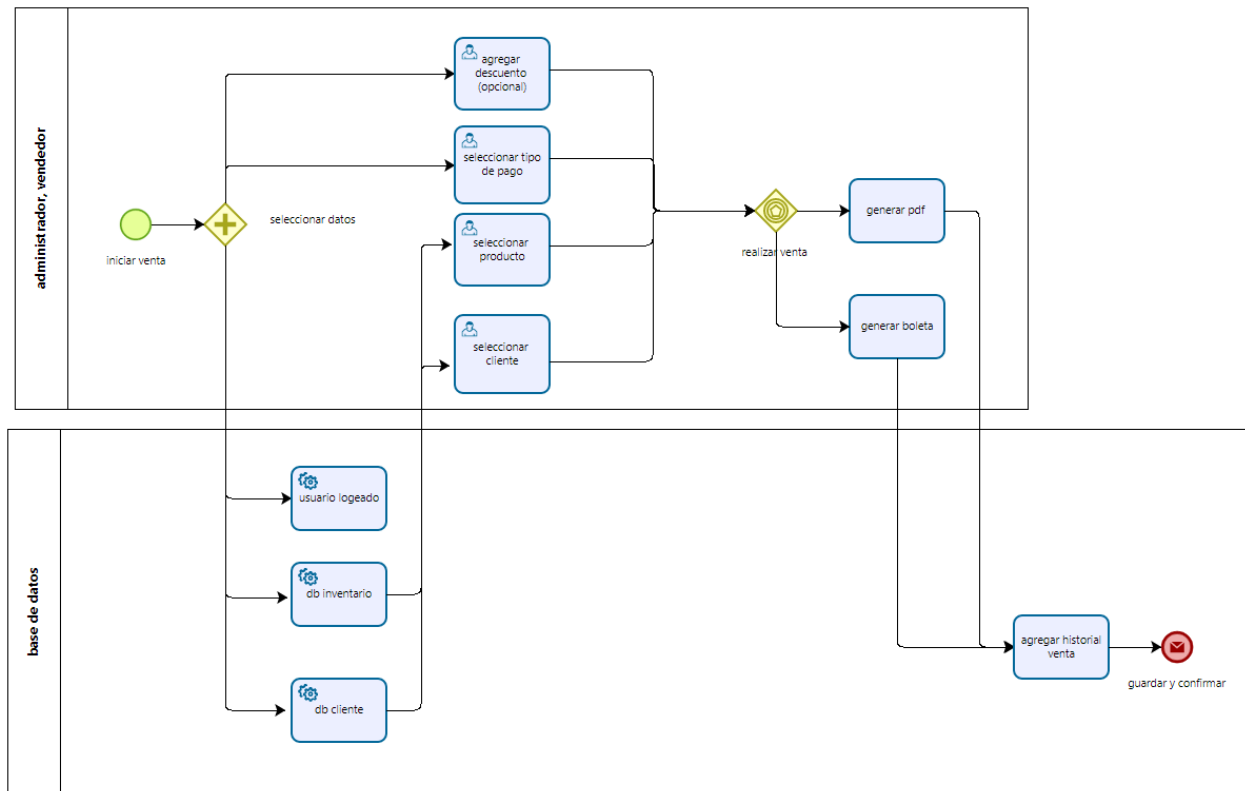 administrador, vendedor
iniciar venta
seleccionar datos
agregar
descuento
(opcional)
seleccionar tipo
de pago
seleccionar
producto
seleccionar
cliente
realizar venta
generar pdf
generar boleta
base de datos
usuario logeado
db inventario
db cliente
agregar historial
venta
guardar y confirmar